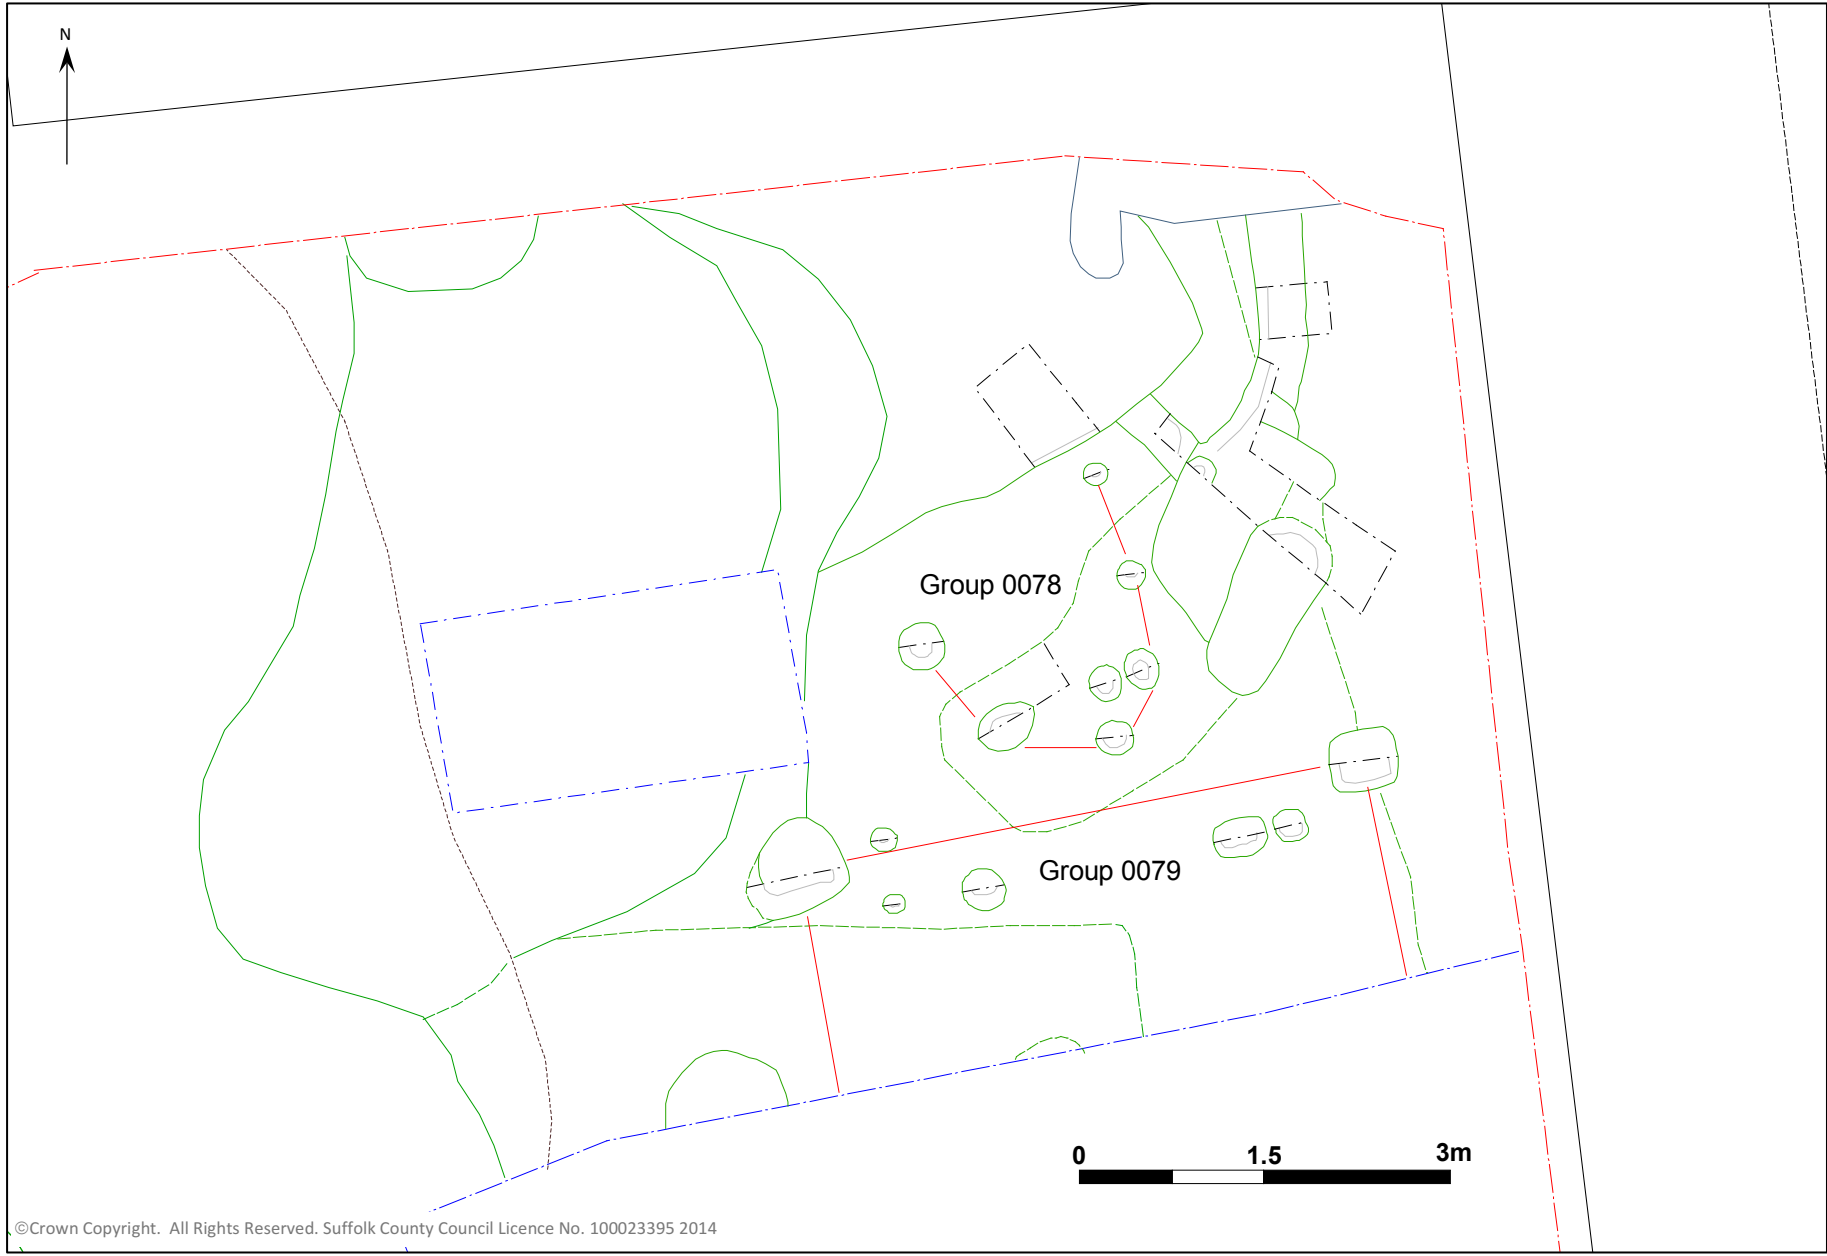 N
Group 0078
Group 0079
0 1.5 3m
©Crown Copyright. All Rights Reserved. Suffolk County Council Licence No. 100023395 2014